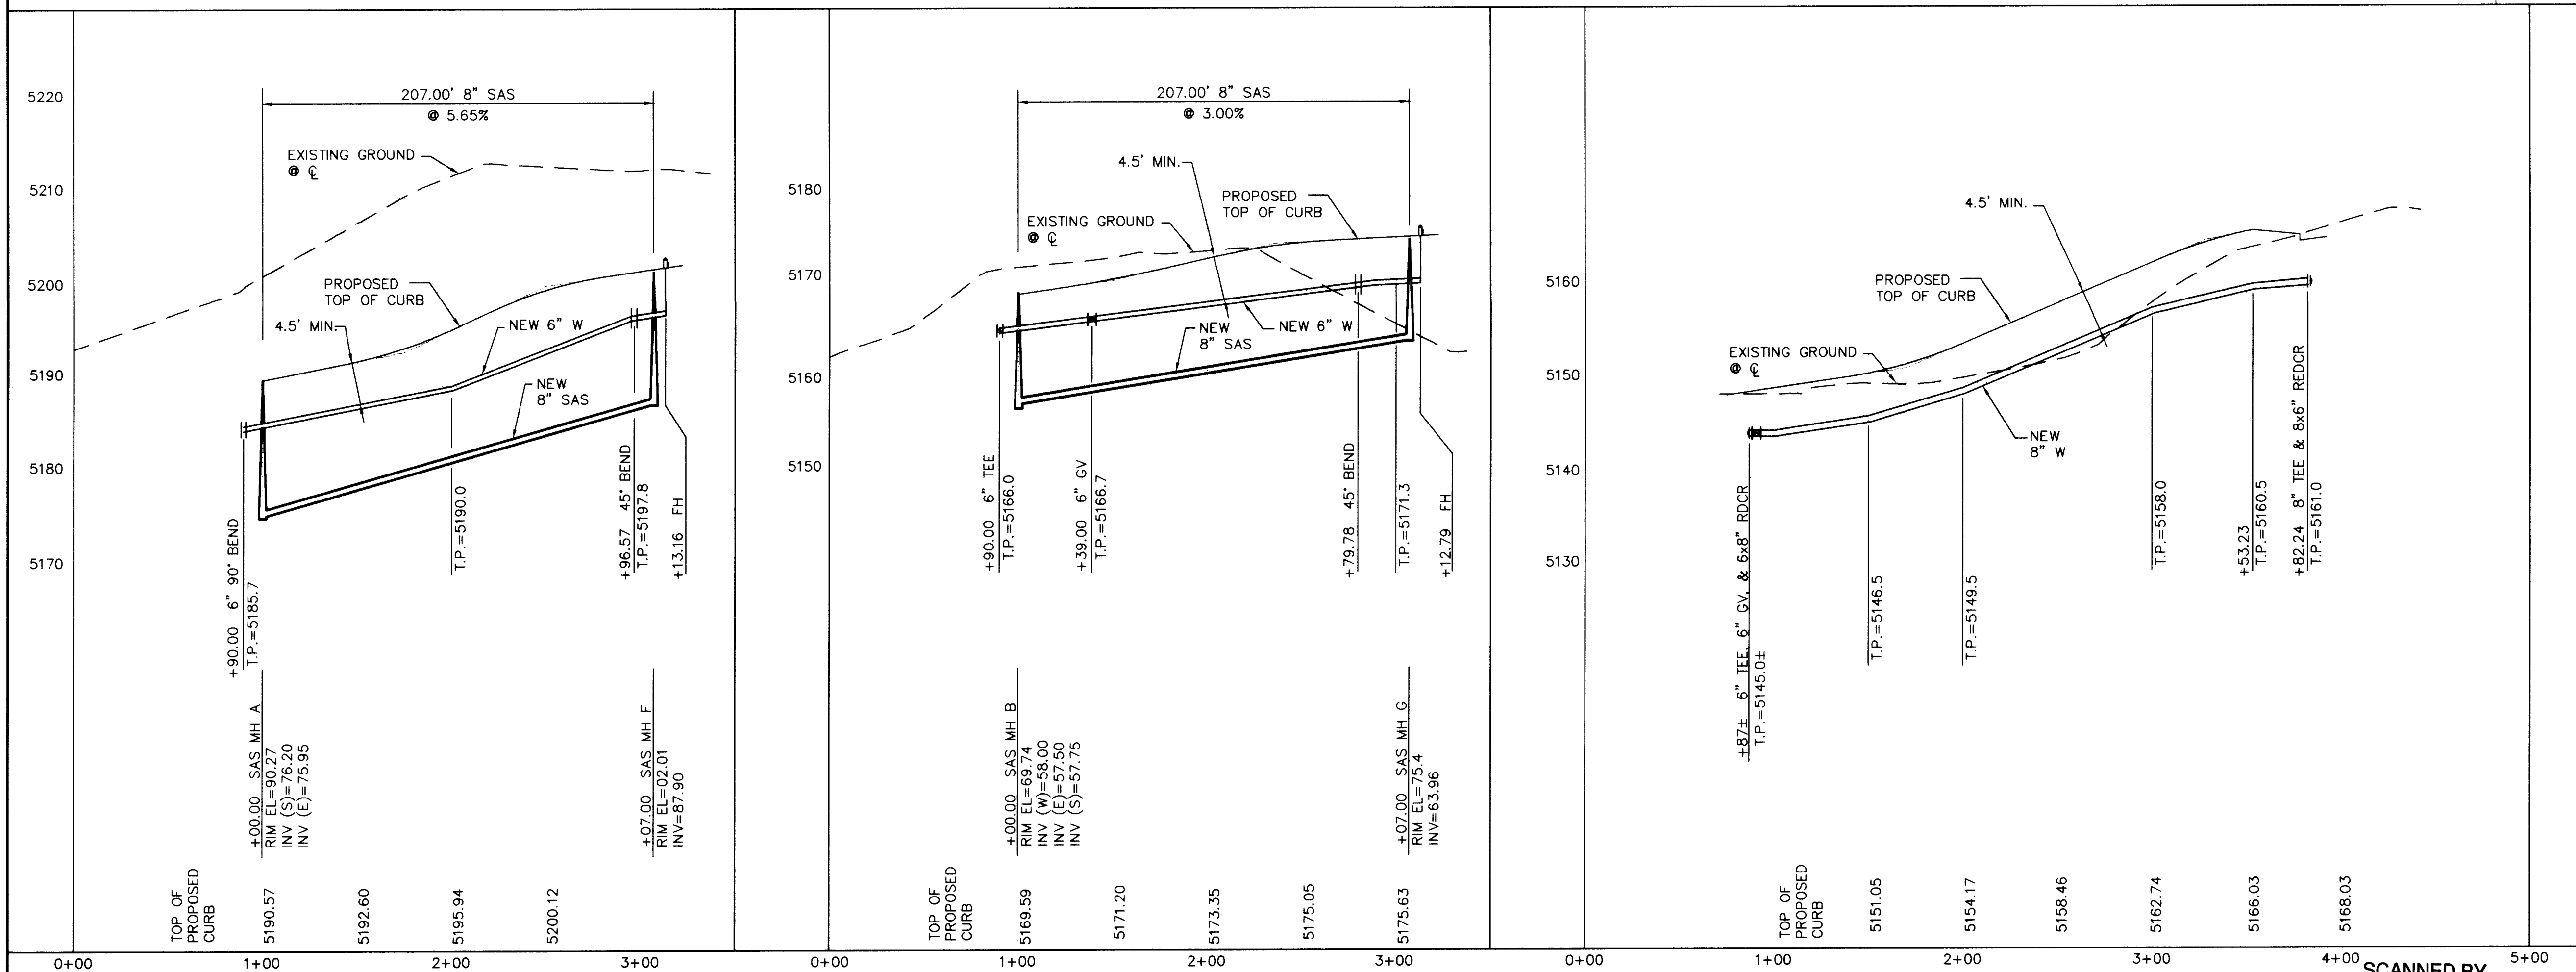 5220
5210
5200
5190
5180
5170
207.00' 8" SAS
@ 5.65%
EXISTING GROUND
@ ℄
PROPOSED
TOP OF CURB
4.5' MIN.
NEW 6" W
NEW
8" SAS
+90.00 6" 90° BEND
T.P.=5185.7
T.P.=5190.0
+96.57 45° BEND
T.P.=5197.8
+13.16 FH
+00.00 SAS MH A
RIM EL=90.27
INV (S)=76.20
INV (E)=75.95
+07.00 SAS MH F
RIM EL=02.01
INV=87.90
TOP OF
PROPOSED
CURB
5190.57
5192.60
5195.94
5200.12
0+00
1+00
2+00
3+00
5180
5170
5160
5150
207.00' 8" SAS
@ 3.00%
4.5' MIN.
EXISTING GROUND
@ ℄
PROPOSED
TOP OF CURB
NEW
8" SAS
NEW 6" W
+90.00 6" TEE
T.P.=5166.0
+39.00 6" GV
T.P.=5166.7
+79.78 45° BEND
T.P.=5171.3
+12.79 FH
+00.00 SAS MH B
RIM EL=69.74
INV (W)=58.00
INV (E)=57.50
INV (S)=57.75
+07.00 SAS MH G
RIM EL=75.4
INV=63.96
TOP OF
PROPOSED
CURB
5169.59
5171.20
5173.35
5175.05
5175.63
0+00
1+00
2+00
3+00
5160
5150
5140
5130
4.5' MIN.
PROPOSED
TOP OF CURB
EXISTING GROUND
@ ℄
NEW
8" W
+87± 6" TEE, 6" GV, & 6x8" RDCR
T.P.=5145.0±
T.P.=5146.5
T.P.=5149.5
T.P.=5158.0
+53.23
T.P.=5160.5
+82.24 8" TEE & 8x6" REDCR
T.P.=5161.0
TOP OF
PROPOSED
CURB
5151.05
5154.17
5158.46
5162.74
5166.03
5168.03
0+00
1+00
2+00
3+00
4+00
5+00
SCANNED BY